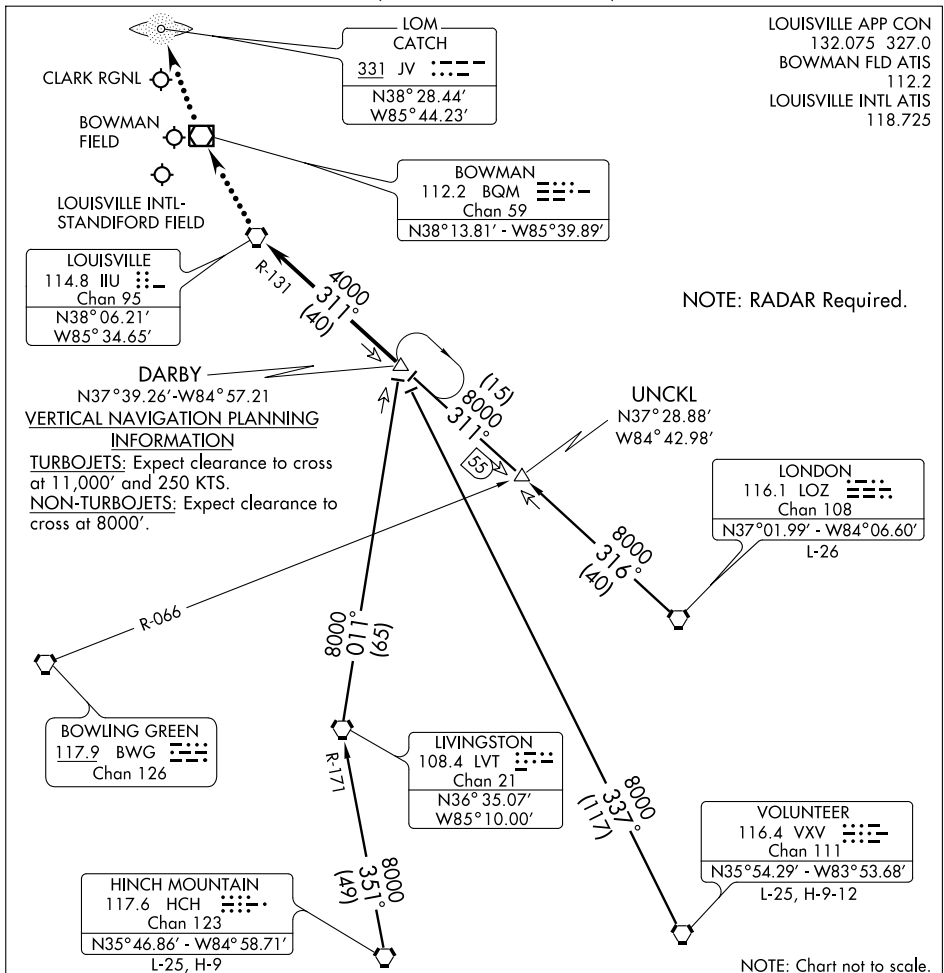 LOM
CATCH
331 JV
N38° 28.44'
W85° 44.23'
LOUISVILLE APP CON
132.075 327.0
BOWMAN FLD ATIS
112.2
LOUISVILLE INTL ATIS
118.725
CLARK RGNL
BOWMAN
FIELD
LOUISVILLE INTL-
STANDIFORD FIELD
BOWMAN
112.2 BQM
Chan 59
N38°13.81' - W85°39.89'
LOUISVILLE
114.8 IIU
Chan 95
N38° 06.21'
W85° 34.65'
R-131
4000
311°
(40)
NOTE: RADAR Required.
DARBY
N37°39.26'-W84°57.21
VERTICAL NAVIGATION PLANNING
INFORMATION
TURBOJETS: Expect clearance to cross
at 11,000' and 250 KTS.
NON-TURBOJETS: Expect clearance to
cross at 8000'.
(15)
8000
311°
55
UNCKL
N37°28.88'
W84°42.98'
LONDON
116.1 LOZ
Chan 108
N37°01.99' - W84°06.60'
L-26
8000
316°
(40)
R-066
8000
011°
(65)
BOWLING GREEN
117.9 BWG
Chan 126
LIVINGSTON
108.4 LVT
Chan 21
N36° 35.07'
W85°10.00'
R-171
8000
337°
(117)
VOLUNTEER
116.4 VXV
Chan 111
N35°54.29' - W83°53.68'
L-25, H-9-12
8000
351°
(49)
HINCH MOUNTAIN
117.6 HCH
Chan 123
N35°46.86' - W84°58.71'
L-25, H-9
NOTE: Chart not to scale.